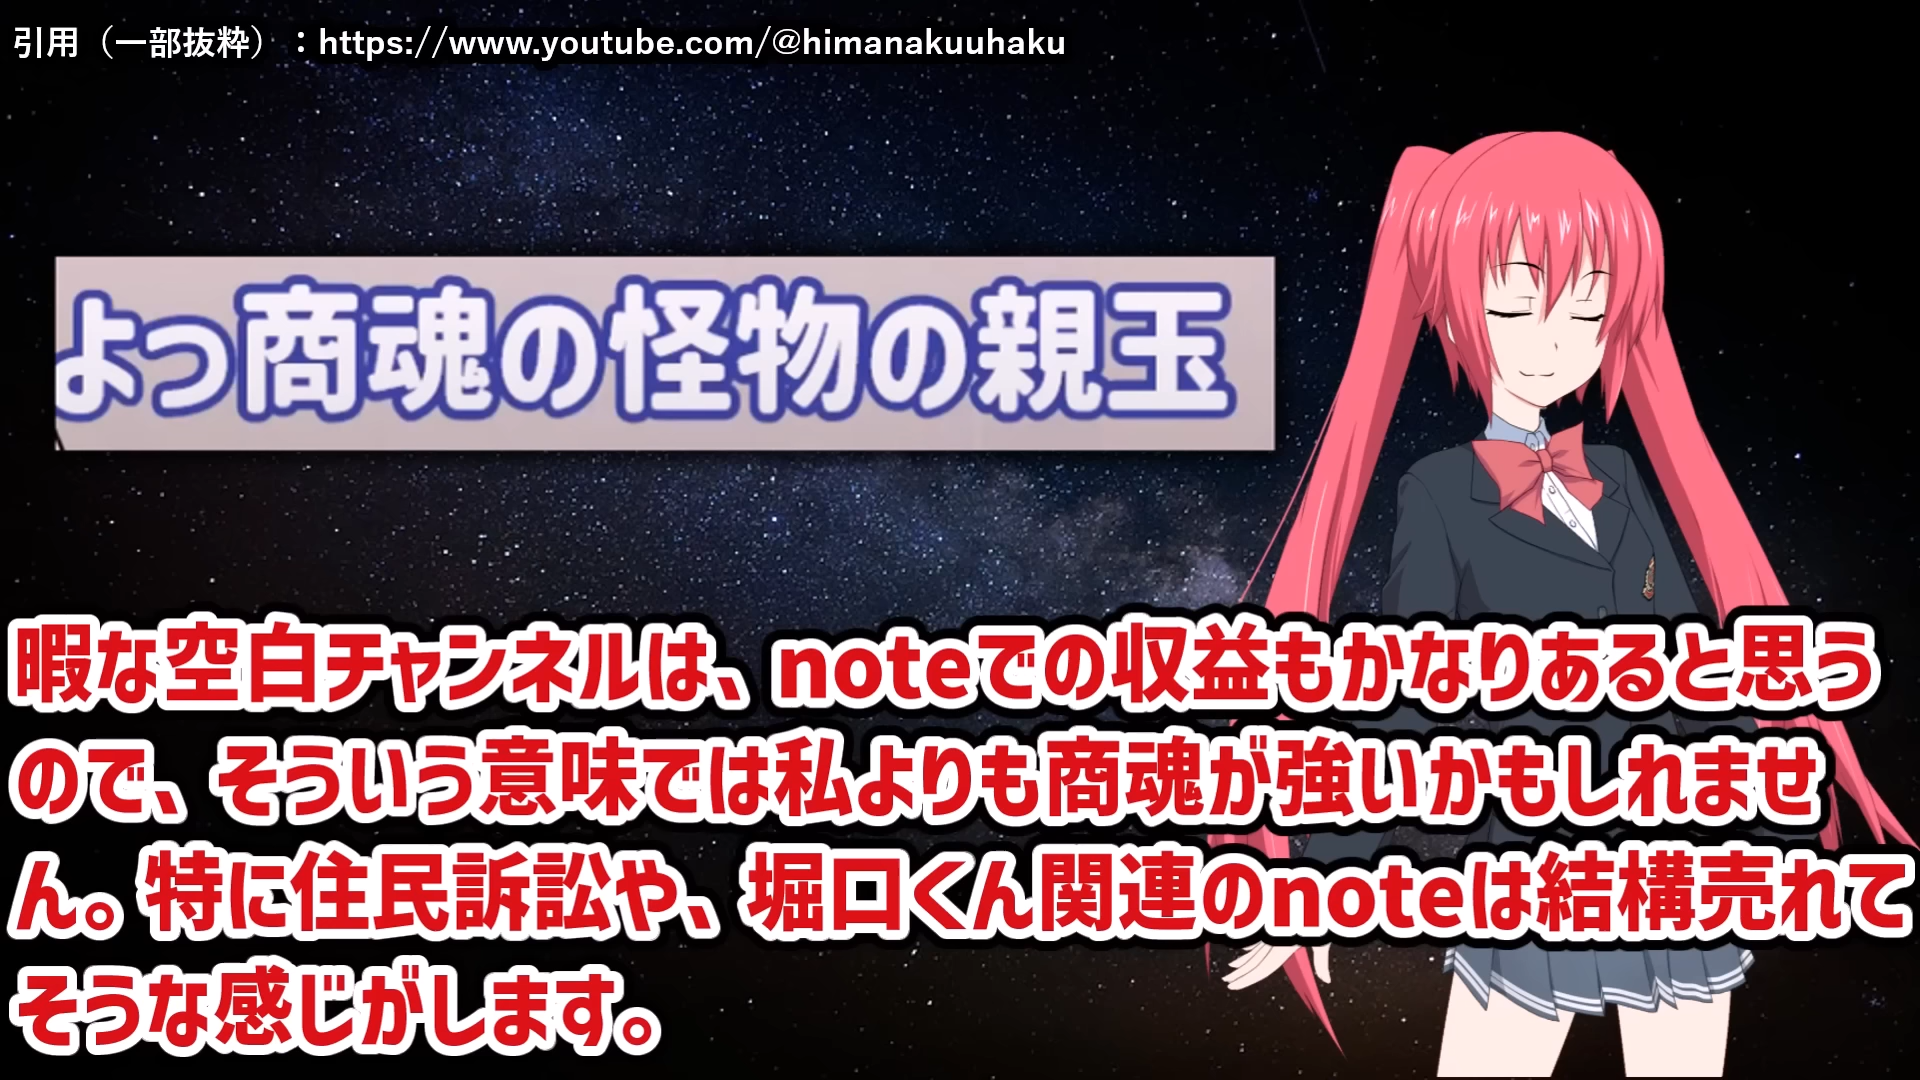 引用（一部抜粋）：https://www.youtube.com/@himanakuuhaku
よっ商魂の怪物の親玉
暇な空白チャンネルは、noteでの収益もかなりあると思う
ので、そういう意味では私よりも商魂が強いかもしれませ
ん。特に住民訴訟や、堀口くん関連のnoteは結構売れて
そうな感じがします。